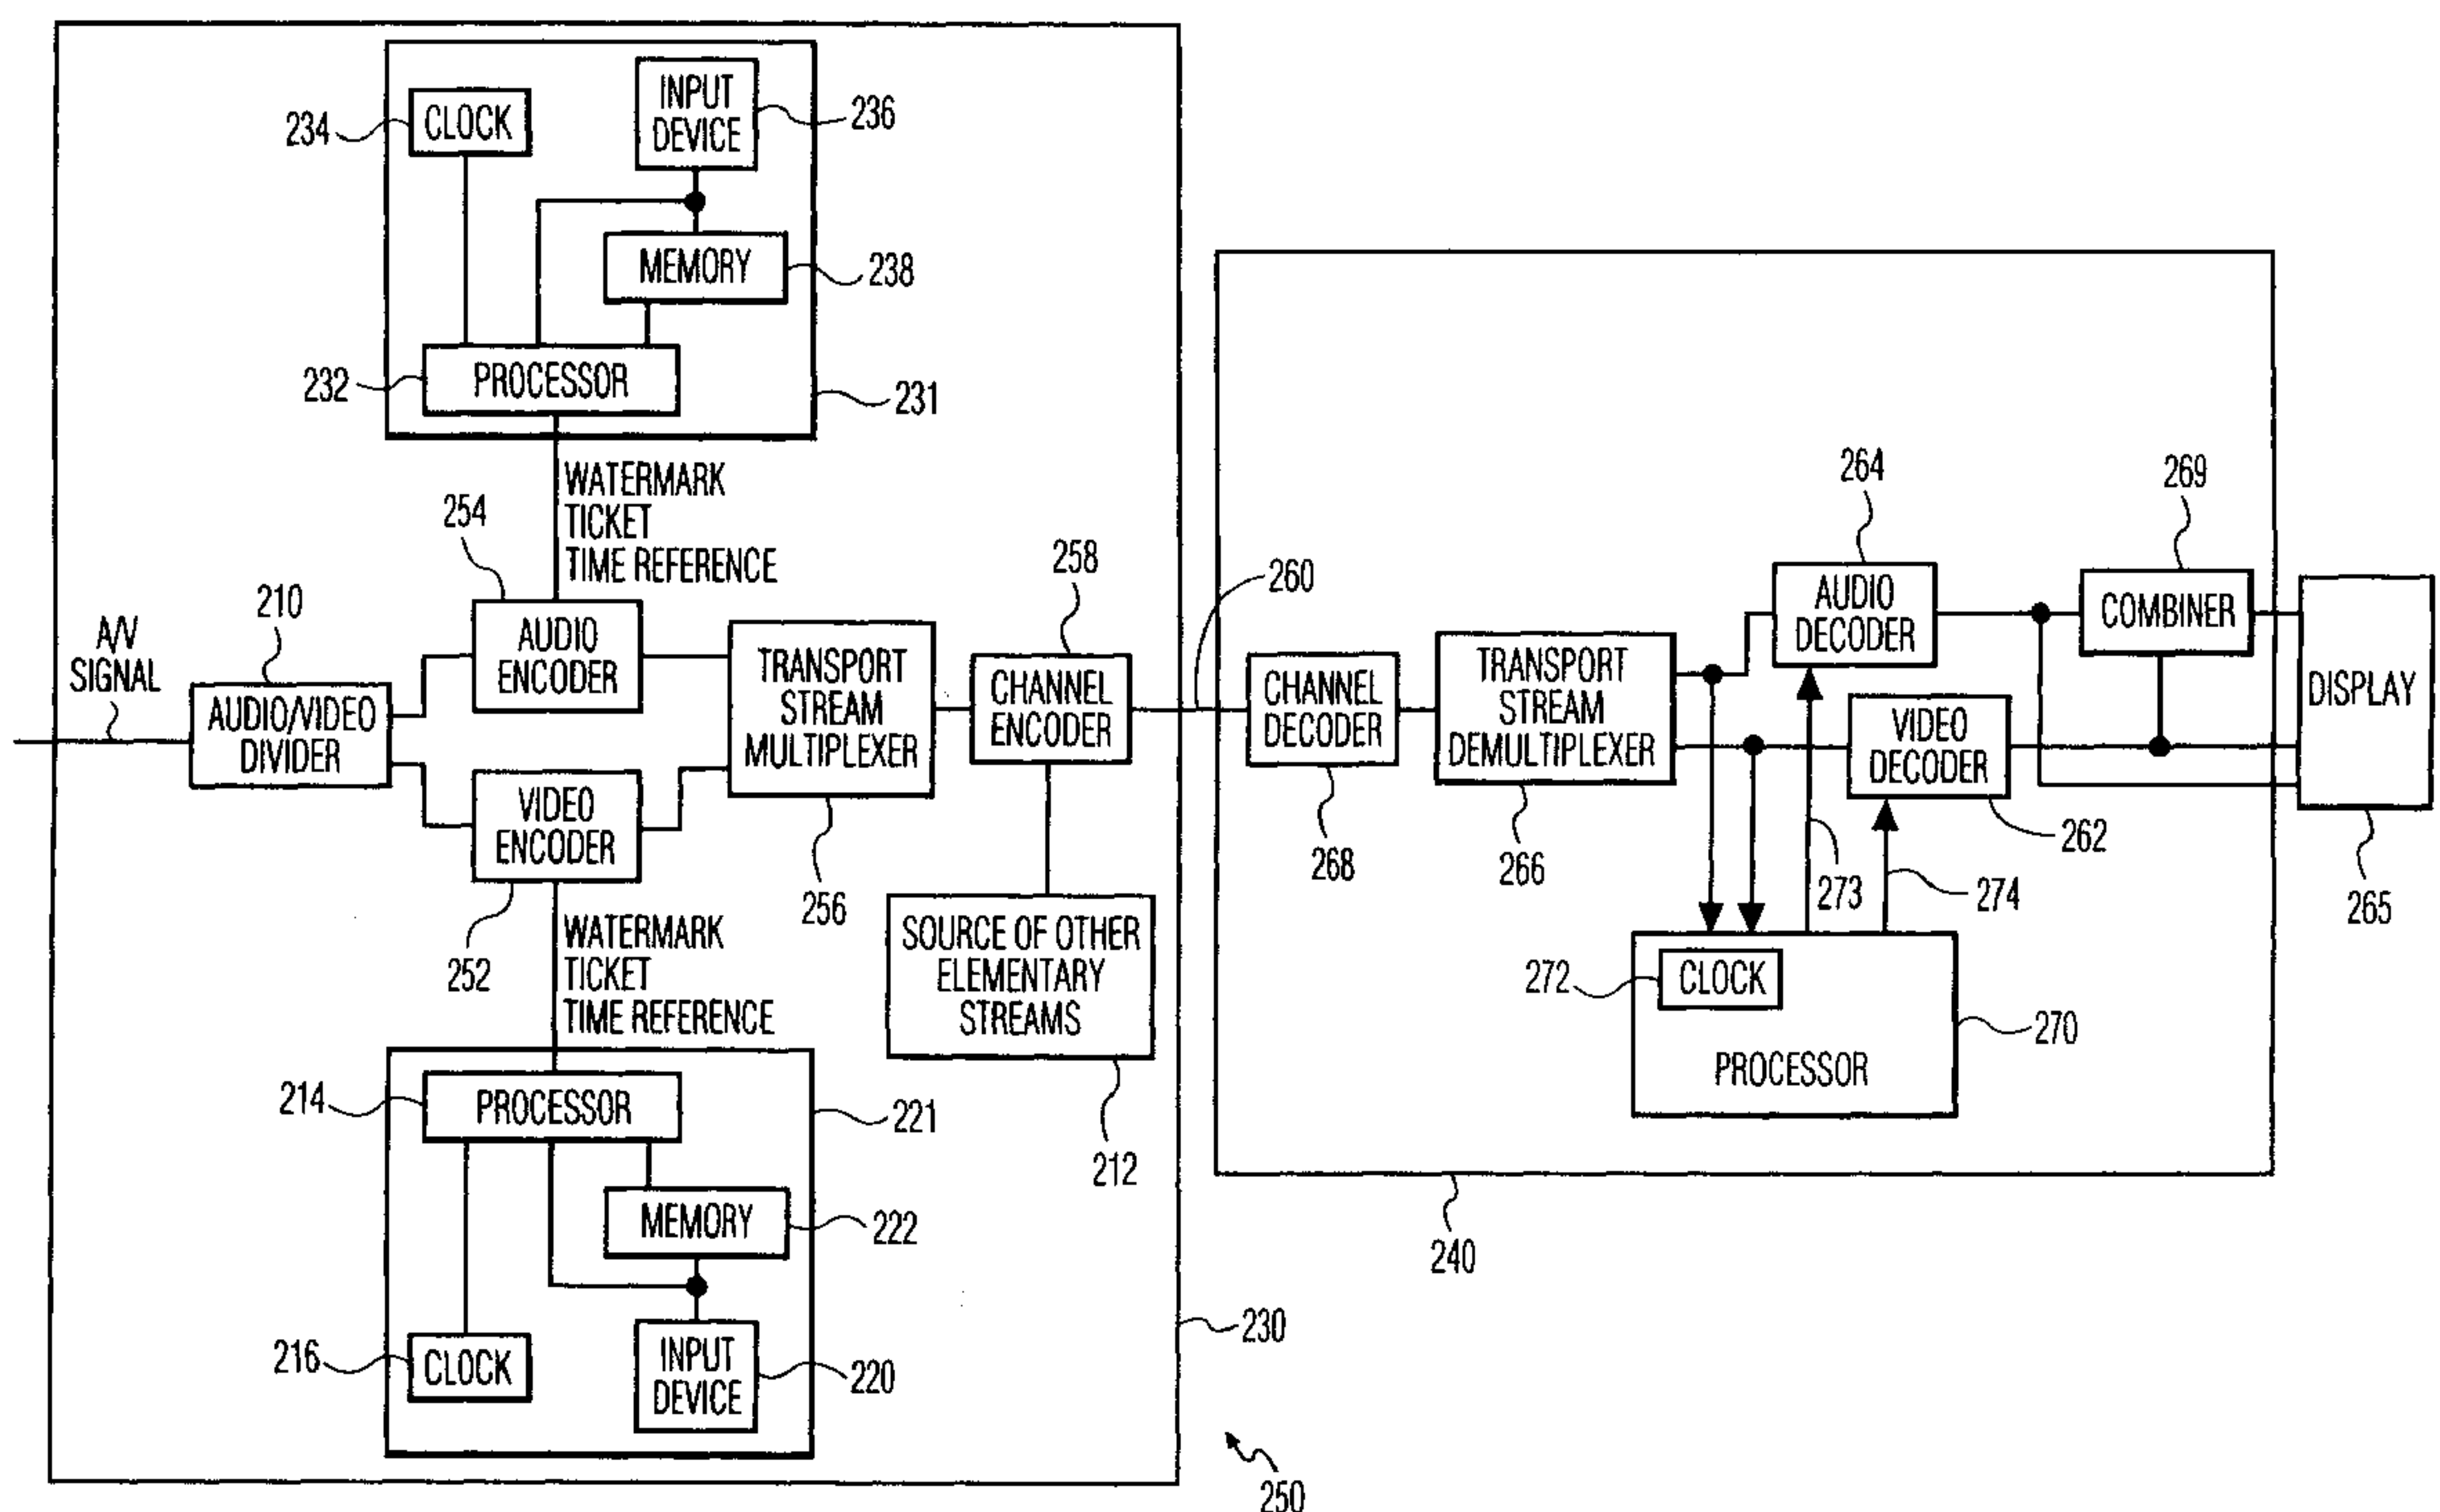 CLOCK
234
INPUT
DEVICE
236
MEMORY
238
PROCESSOR
232
231
WATERMARK
TICKET
TIME REFERENCE
254
AUDIO
ENCODER
A/V
SIGNAL
210
AUDIO/VIDEO
DIVIDER
VIDEO
ENCODER
252
TRANSPORT
STREAM
MULTIPLEXER
256
258
CHANNEL
ENCODER
260
SOURCE OF OTHER
ELEMENTARY
STREAMS
212
WATERMARK
TICKET
TIME REFERENCE
214
PROCESSOR
221
MEMORY
222
216
CLOCK
INPUT
DEVICE
220
230
250
CHANNEL
DECODER
268
TRANSPORT
STREAM
DEMULTIPLEXER
266
264
AUDIO
DECODER
269
COMBINER
VIDEO
DECODER
262
DISPLAY
265
273
274
272
CLOCK
PROCESSOR
270
240